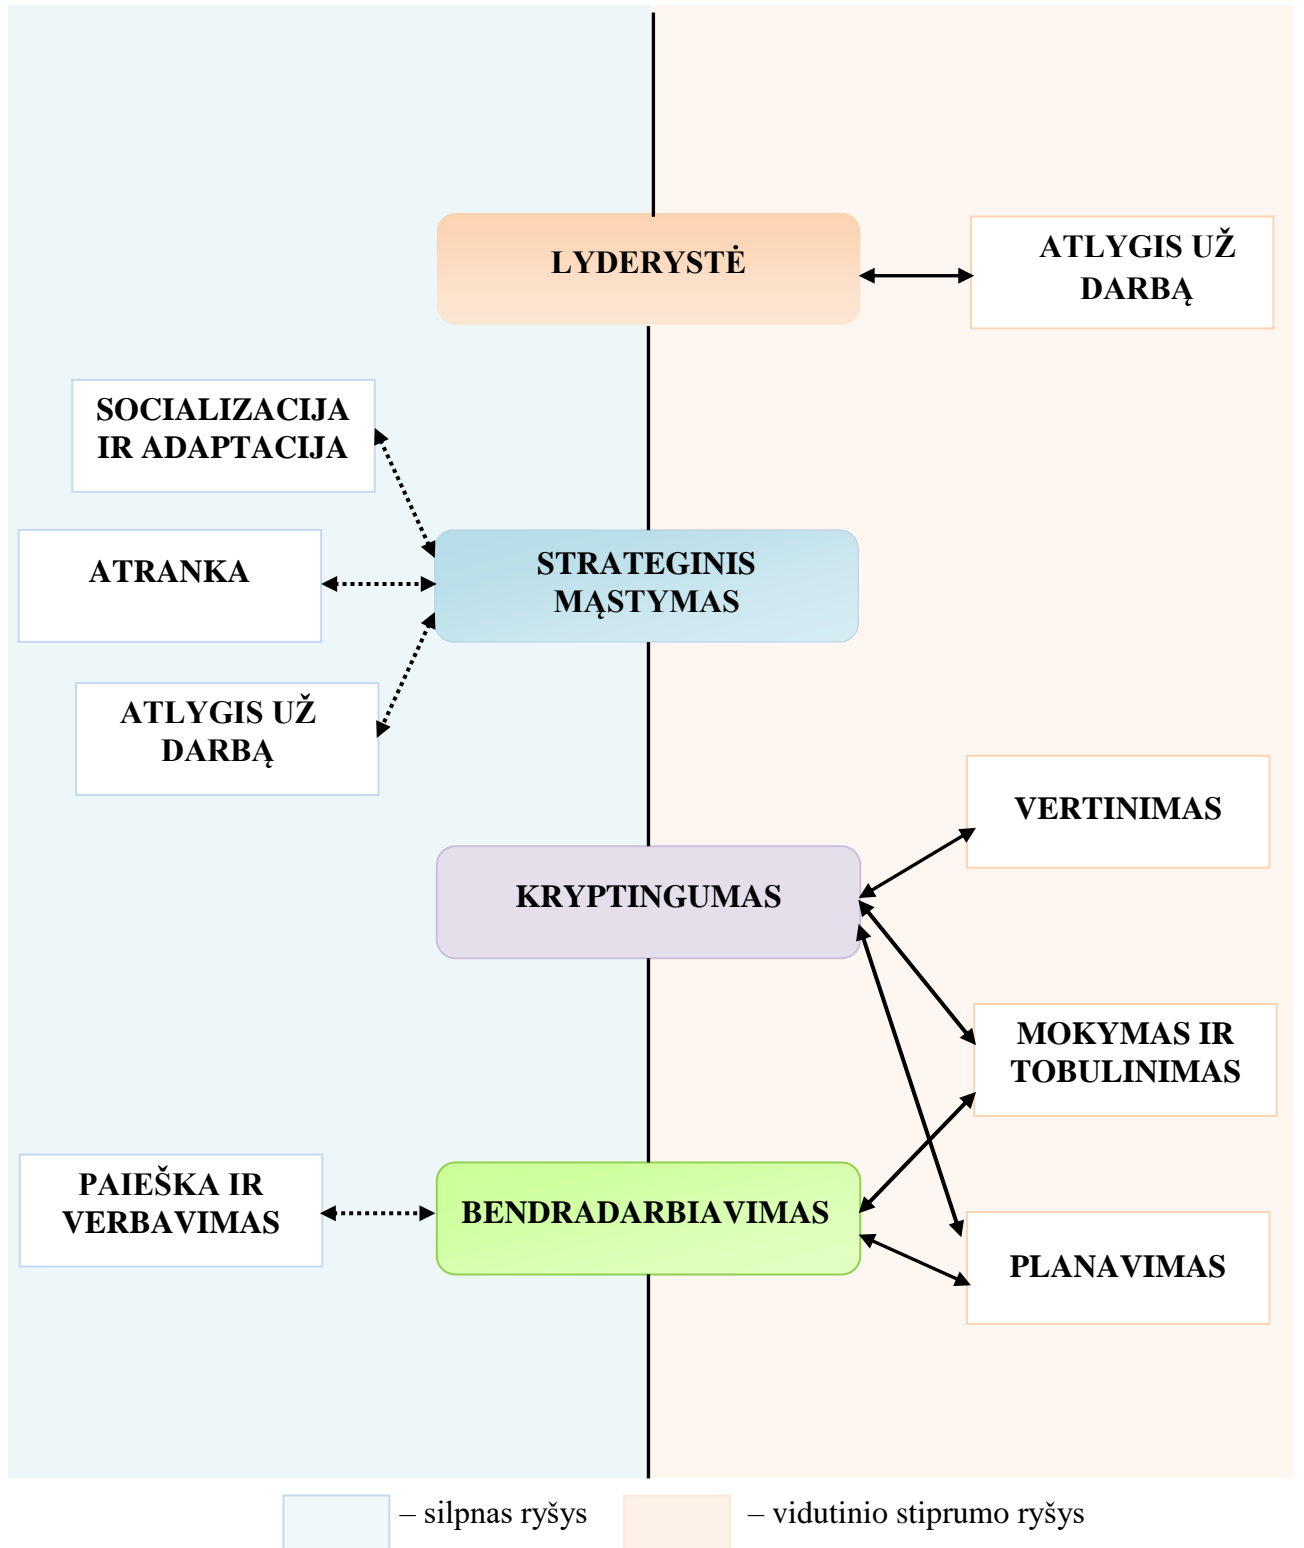 LYDERYSTĖ
ATLYGIS UŽ
DARBĄ
SOCIALIZACIJA
IR ADAPTACIJA
ATRANKA
STRATEGINIS
MĄSTYMAS
ATLYGIS UŽ
DARBĄ
VERTINIMAS
KRYPTINGUMAS
MOKYMAS IR
TOBULINIMAS
PAIEŠKA IR
VERBAVIMAS
BENDRADARBIAVIMAS
PLANAVIMAS
– silpnas ryšys
– vidutinio stiprumo ryšys